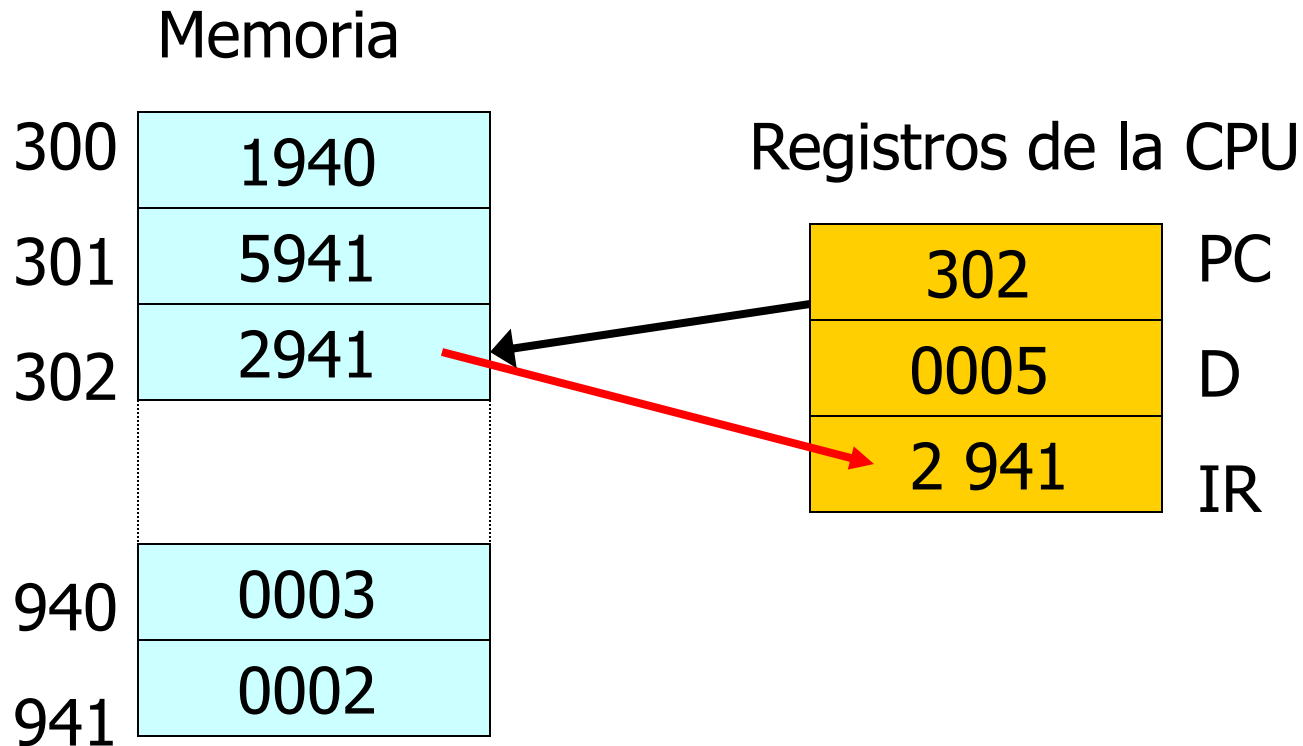 Memoria
300 1940
301 5941
302 2941
940 0003
941 0002
Registros de la CPU
302 PC
0005 D
2 941 IR